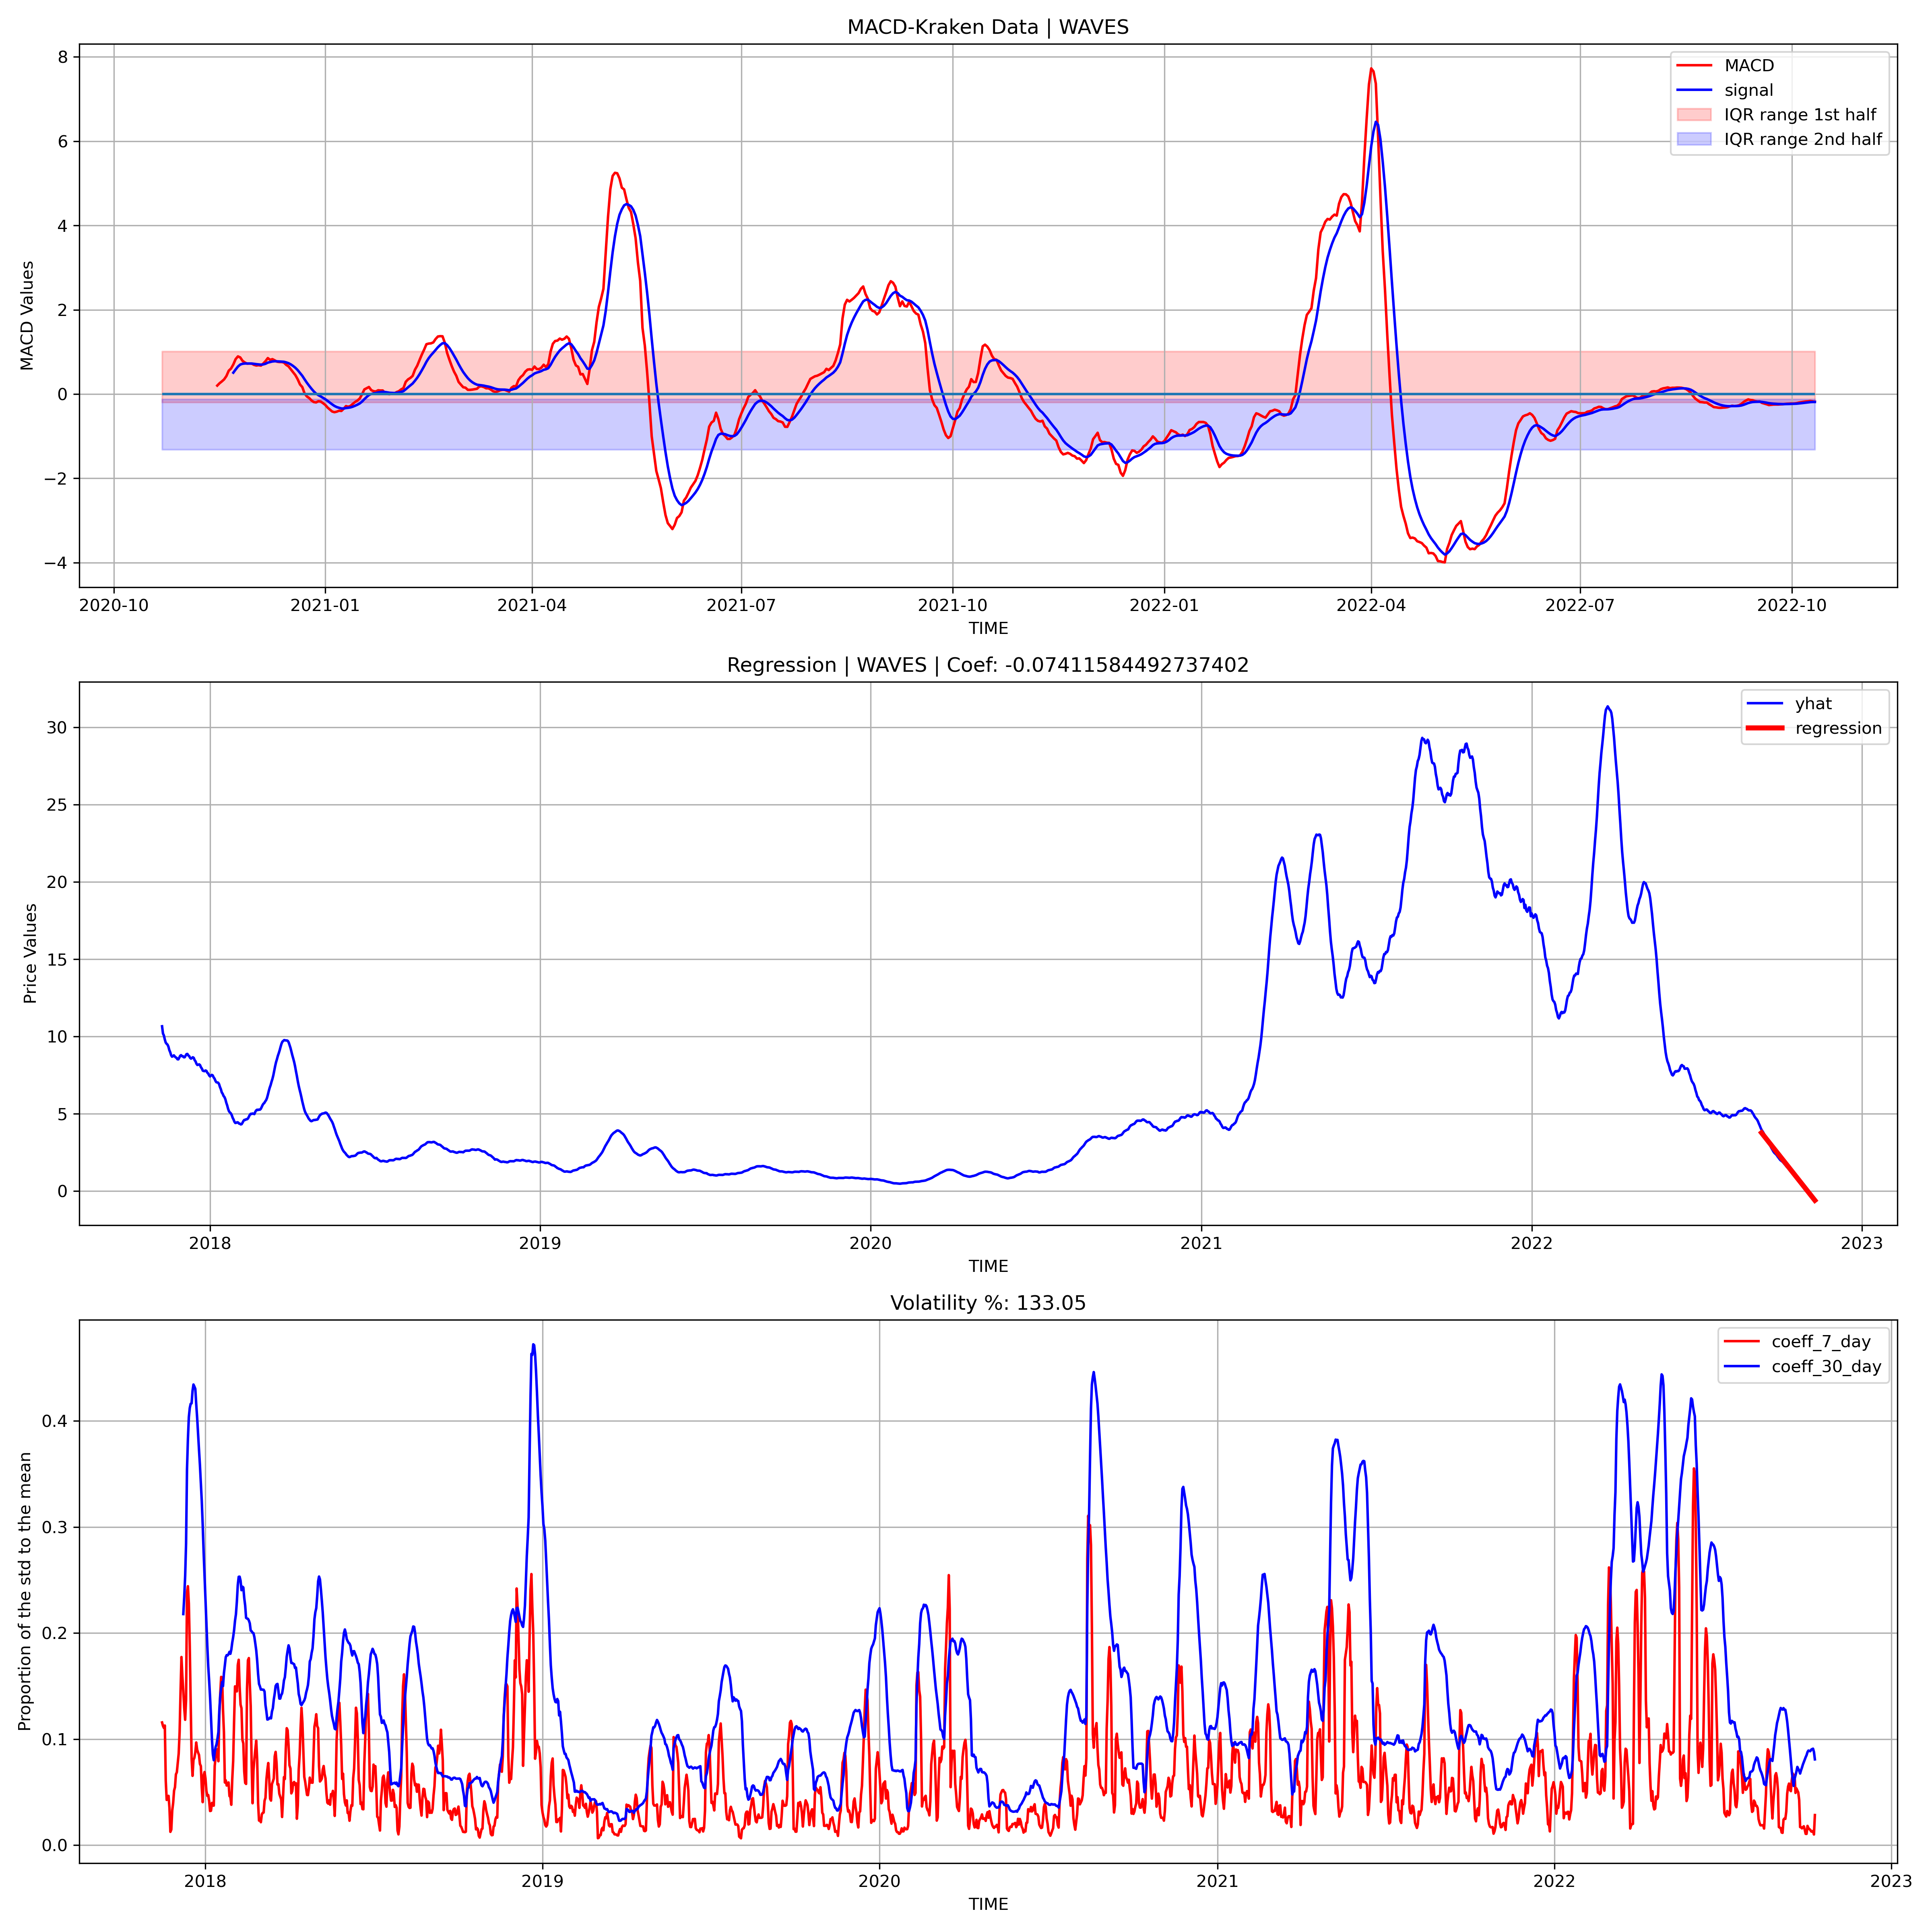 MACD-Kraken Data | WAVES
MACD Values
8
6
4
2
0
−2
−4
MACD
signal
IQR range 1st half
IQR range 2nd half
2020-10 2021-01 2021-04 2021-07 2021-10 2022-01 2022-04 2022-07 2022-10
TIME
Regression | WAVES | Coef: -0.07411584492737402
Price Values
30
25
20
15
10
5
0
yhat
regression
2018 2019 2020 2021 2022 2023
TIME
Volatility %: 133.05
Proportion of the std to the mean
0.4
0.3
0.2
0.1
0.0
coeff_7_day
coeff_30_day
2018 2019 2020 2021 2022 2023
TIME